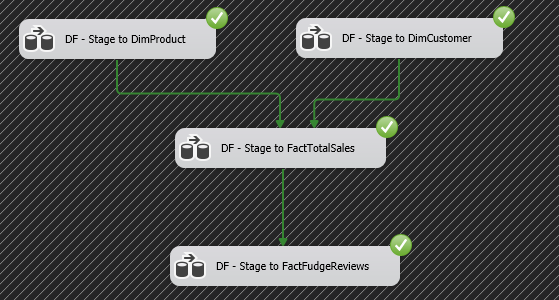 DF - Stage to DimProduct
DF - Stage to DimCustomer
DF - Stage to FactTotalSales
DF - Stage to FactFudgeReviews